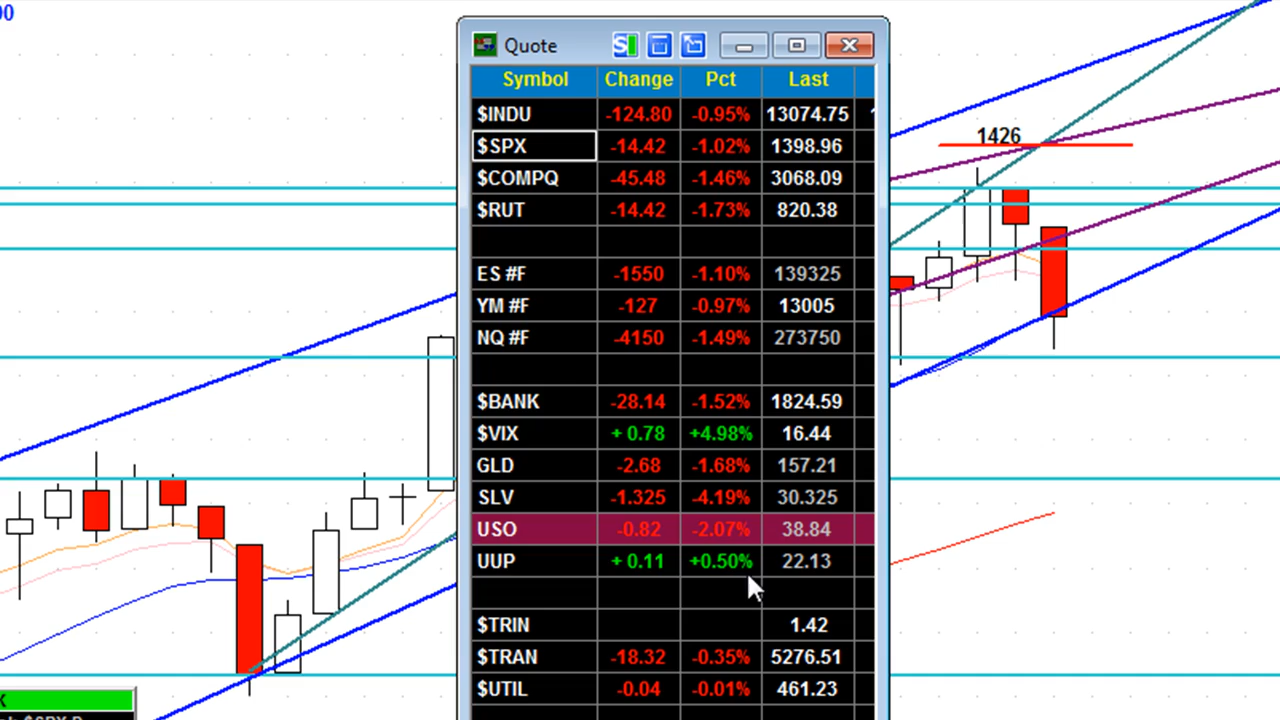 00
Quote
Symbol Change Pct Last
$INDU -124.80 -0.95% 13074.75
$SPX -14.42 -1.02% 1398.96
$COMPQ -45.48 -1.46% 3068.09
$RUT -14.42 -1.73% 820.38
ES #F -1550 -1.10% 139325
YM #F -127 -0.97% 13005
NQ #F -4150 -1.49% 273750
$BANK -28.14 -1.52% 1824.59
$VIX + 0.78 +4.98% 16.44
GLD -2.68 -1.68% 157.21
SLV -1.325 -4.19% 30.325
USO -0.82 -2.07% 38.84
UUP + 0.11 +0.50% 22.13
$TRIN 1.42
$TRAN -18.32 -0.35% 5276.51
$UTIL -0.04 -0.01% 461.23
1426